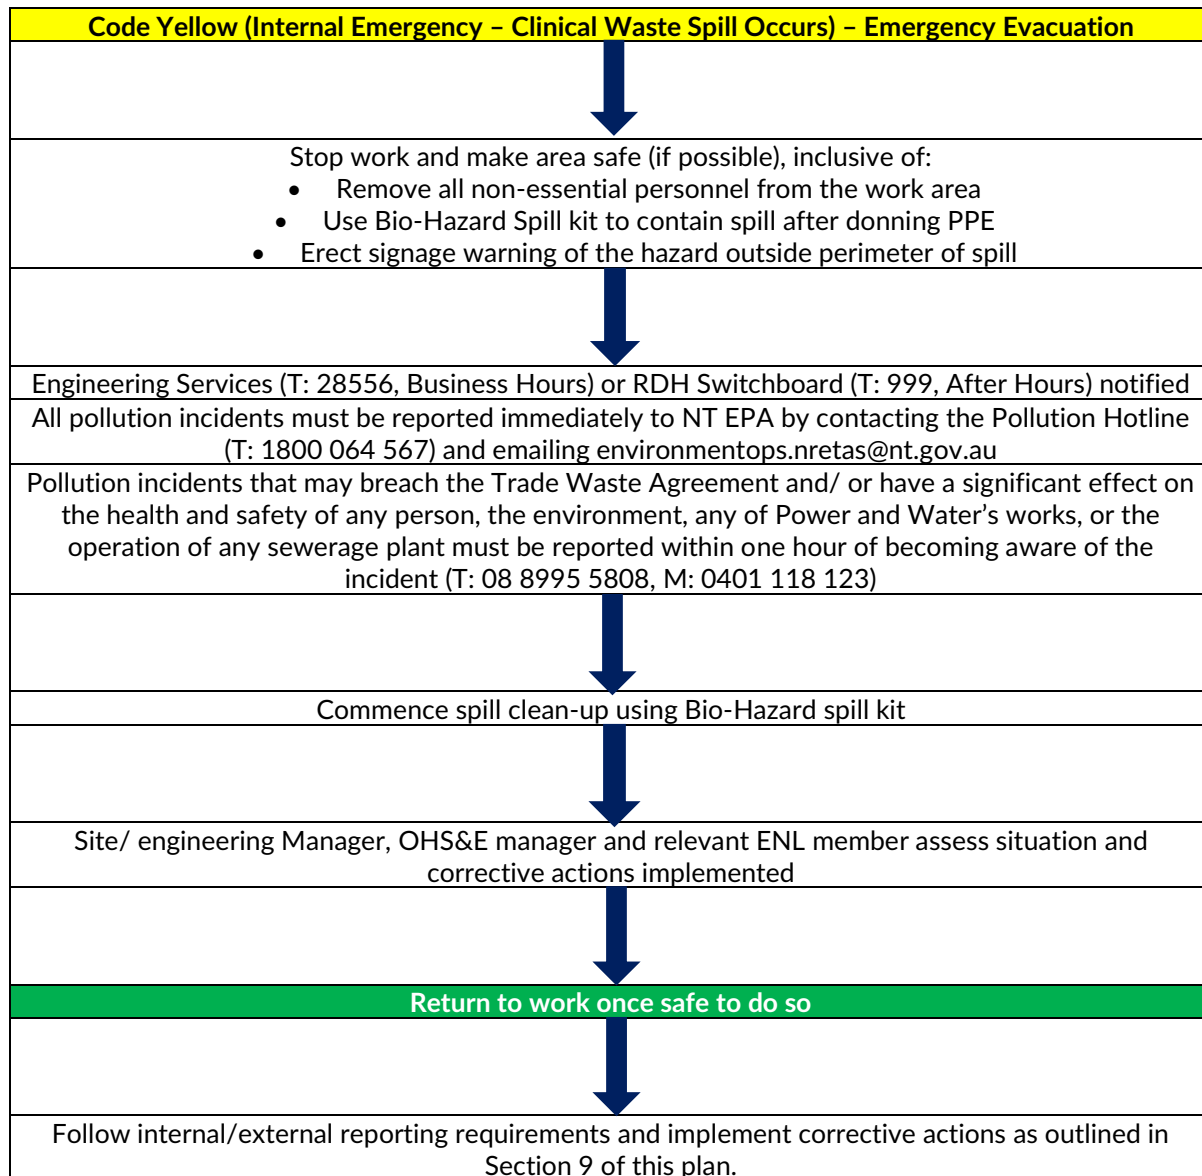 Code Yellow (Internal Emergency – Clinical Waste Spill Occurs) – Emergency Evacuation
Stop work and make area safe (if possible), inclusive of:
• Remove all non-essential personnel from the work area
• Use Bio-Hazard Spill kit to contain spill after donning PPE
• Erect signage warning of the hazard outside perimeter of spill
Engineering Services (T: 28556, Business Hours) or RDH Switchboard (T: 999, After Hours) notified
All pollution incidents must be reported immediately to NT EPA by contacting the Pollution Hotline
(T: 1800 064 567) and emailing environmentops.nretas@nt.gov.au
Pollution incidents that may breach the Trade Waste Agreement and/ or have a significant effect on
the health and safety of any person, the environment, any of Power and Water's works, or the
operation of any sewerage plant must be reported within one hour of becoming aware of the
incident (T: 08 8995 5808, M: 0401 118 123)
Commence spill clean-up using Bio-Hazard spill kit
Site/ engineering Manager, OHS&E manager and relevant ENL member assess situation and
corrective actions implemented
Return to work once safe to do so
Follow internal/external reporting requirements and implement corrective actions as outlined in
Section 9 of this plan.